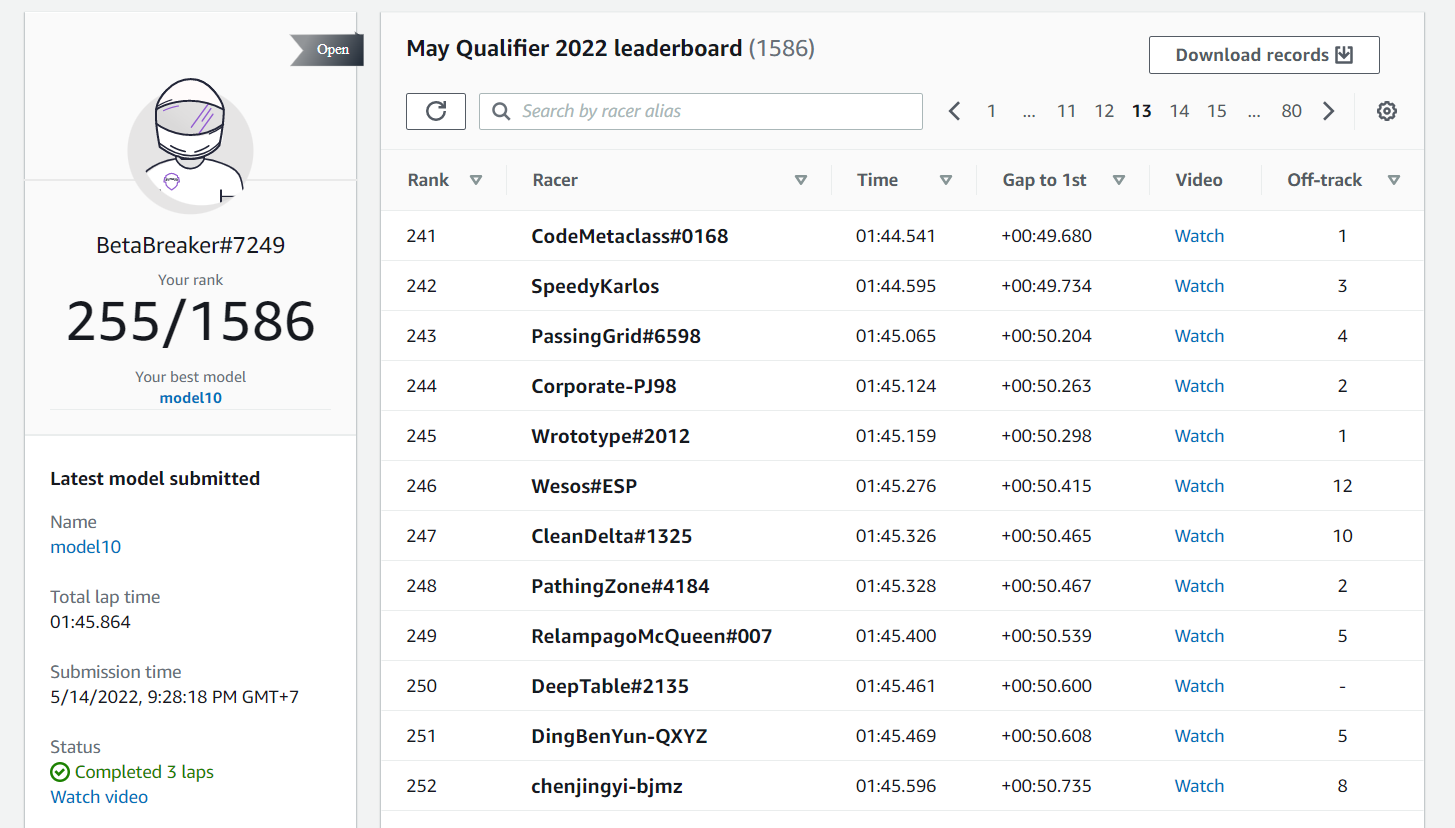 Open
BetaBreaker#7249
Your rank
255/1586
Your best model
model10
Latest model submitted
Name
model10
Total lap time
01:45.864
Submission time
5/14/2022, 9:28:18 PM GMT+7
Status
Completed 3 laps
Watch video
May Qualifier 2022 leaderboard (1586)
Download records
Search by racer alias
1 ... 11 12 13 14 15 ... 80
Rank Racer Time Gap to 1st Video Off-track
241 CodeMetaclass#0168 01:44.541 +00:49.680 Watch 1
242 SpeedyKarlos 01:44.595 +00:49.734 Watch 3
243 PassingGrid#6598 01:45.065 +00:50.204 Watch 4
244 Corporate-PJ98 01:45.124 +00:50.263 Watch 2
245 Wrototype#2012 01:45.159 +00:50.298 Watch 1
246 Wesos#ESP 01:45.276 +00:50.415 Watch 12
247 CleanDelta#1325 01:45.326 +00:50.465 Watch 10
248 PathingZone#4184 01:45.328 +00:50.467 Watch 2
249 RelampagoMcQueen#007 01:45.400 +00:50.539 Watch 5
250 DeepTable#2135 01:45.461 +00:50.600 Watch -
251 DingBenYun-QXYZ 01:45.469 +00:50.608 Watch 5
252 chenjingyi-bjmz 01:45.596 +00:50.735 Watch 8